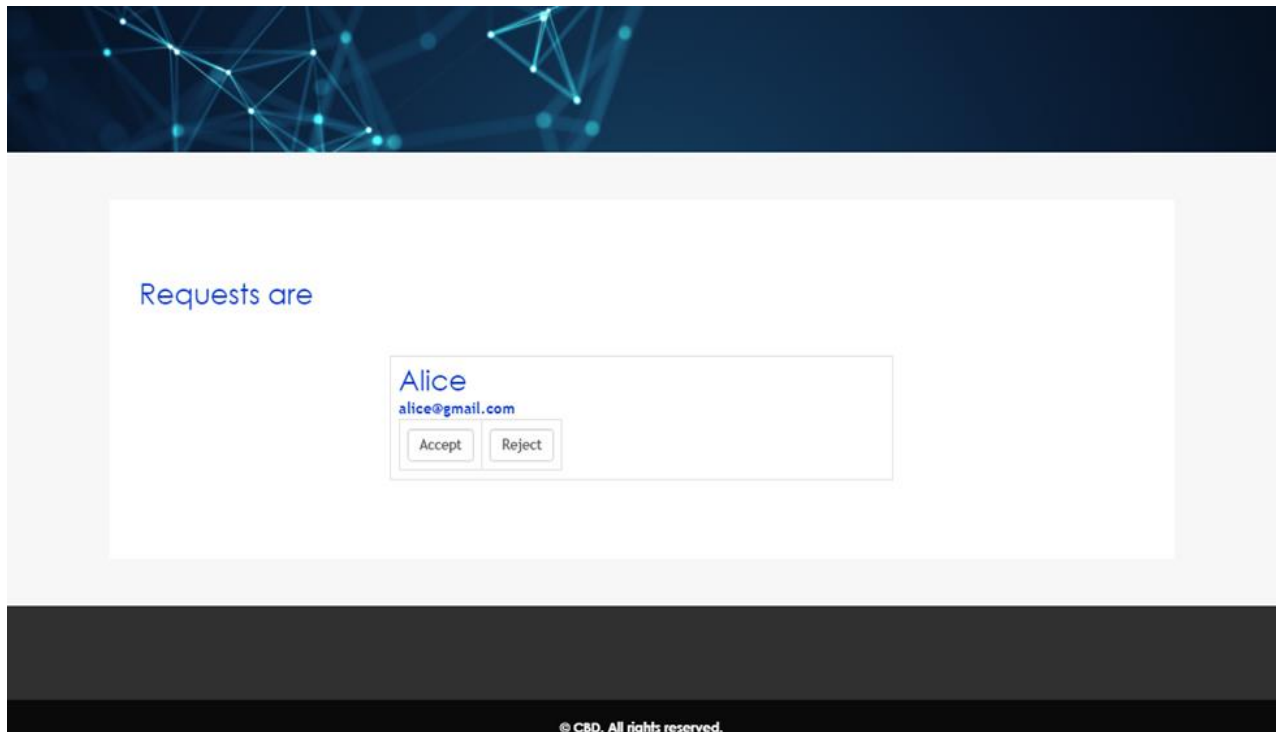 Requests are
Alice
alice@gmail.com
Accept Reject
© CBD. All rights reserved.